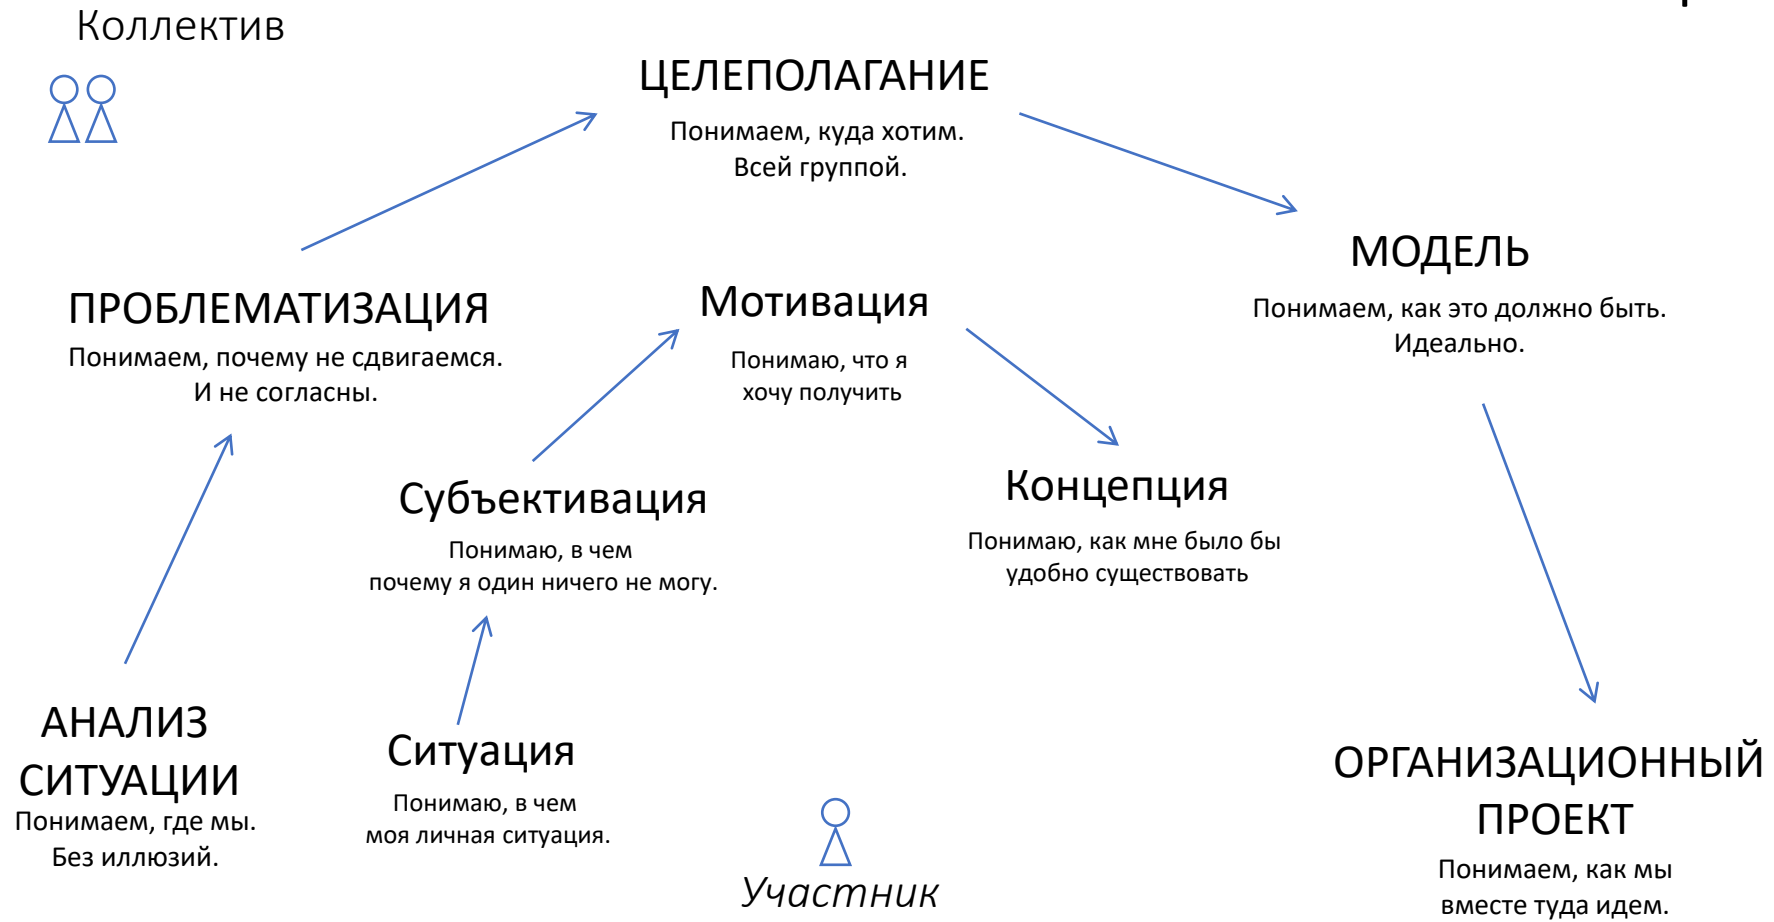 Коллектив
ЦЕЛЕПОЛАГАНИЕ
Понимаем, куда хотим.
Всей группой.
МОДЕЛЬ
Понимаем, как это должно быть.
Идеально.
ПРОБЛЕМАТИЗАЦИЯ
Понимаем, почему не сдвигаемся.
И не согласны.
Мотивация
Понимаю, что я
хочу получить
Субъективация
Понимаю, в чем
почему я один ничего не могу.
Концепция
Понимаю, как мне было бы
удобно существовать
АНАЛИЗ
СИТУАЦИИ
Понимаем, где мы.
Без иллюзий.
Ситуация
Понимаю, в чем
моя личная ситуация.
Участник
ОРГАНИЗАЦИОННЫЙ
ПРОЕКТ
Понимаем, как мы
вместе туда идем.